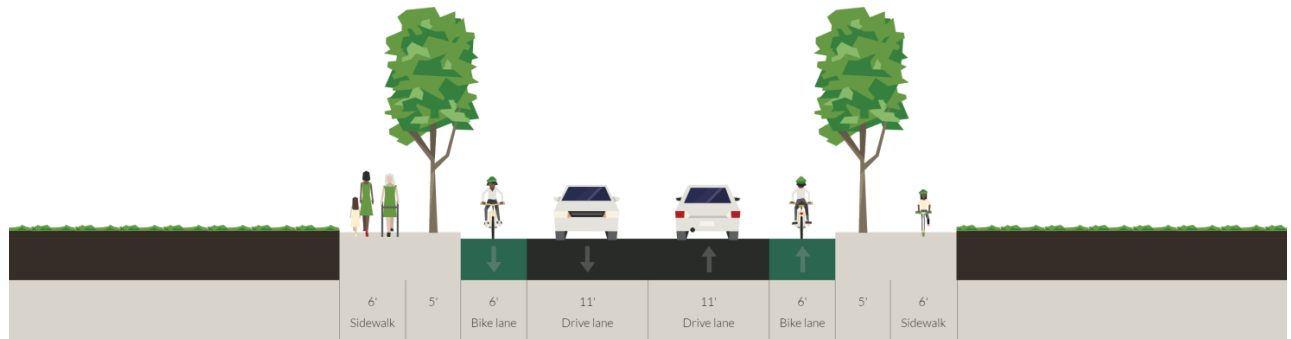 6' 5' 6' 11' 11' 6' 5' 6'
Sidewalk Bike lane Drive lane Drive lane Bike lane Sidewalk